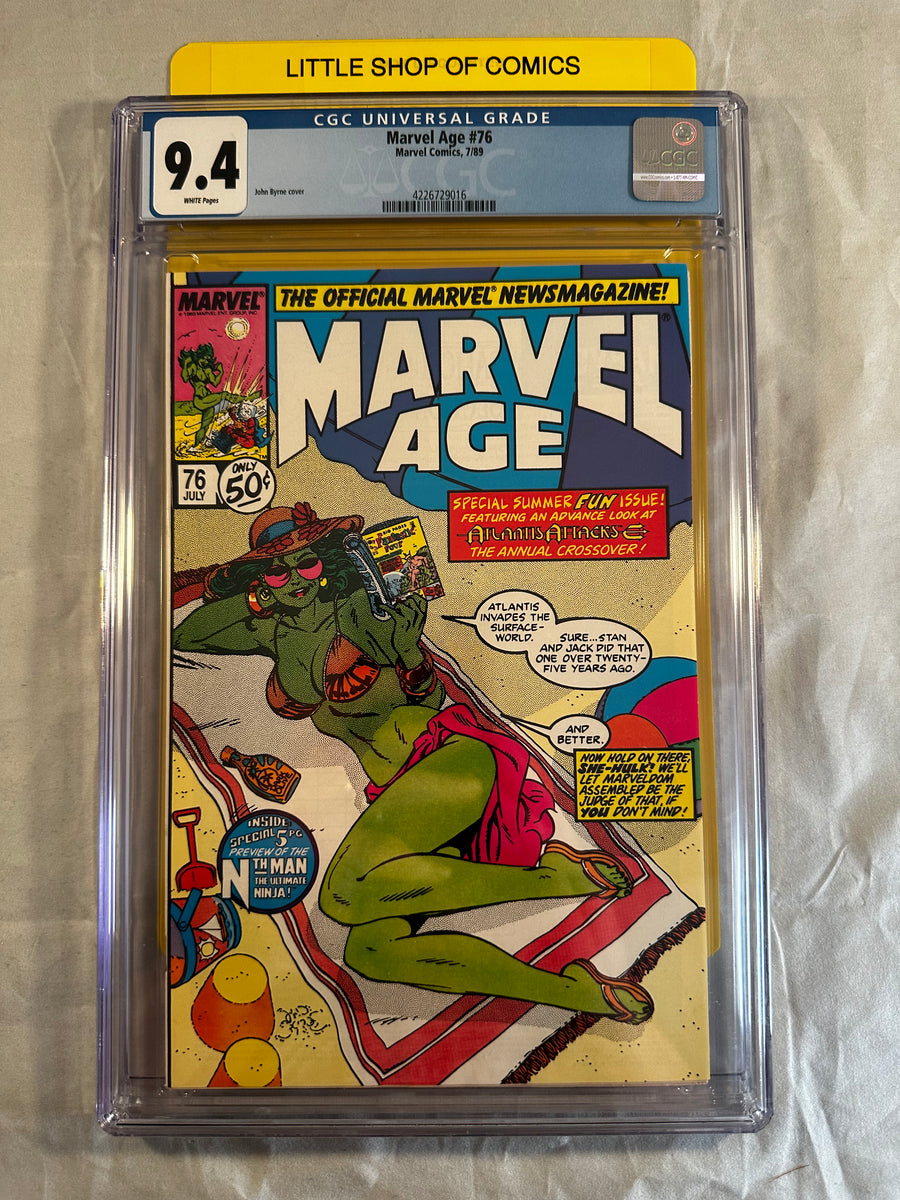 LITTLE SHOP OF COMICS
CGC UNIVERSAL GRADE
9.4
WHITE Pages
Marvel Age #76
Marvel Comics, 7/89
John Byrne cover
4226729016
CGC
CGC
MARVEL®
THE OFFICIAL MARVEL® NEWSMAGAZINE!
MARVEL®
AGE
76
JULY
ONLY
50¢
SPECIAL SUMMER FUN ISSUE!
FEATURING AN ADVANCE LOOK AT
ATLANTIS ATTACKS
THE ANNUAL CROSSOVER!
Fantastic
Four
ATLANTIS
INVADES THE
SURFACE-
WORLD.
SURE...STAN
AND JACK DID THAT
ONE OVER TWENTY-
FIVE YEARS AGO.
AND
BETTER.
NOW HOLD ON THERE,
SHE-HULK! WE'LL
LET MARVELDOM
ASSEMBLED BE THE
JUDGE OF THAT, IF
YOU DON'T MIND!
INSIDE:
SPECIAL 5 PG
PREVIEW OF THE
NTH MAN
THE ULTIMATE
NINJA!